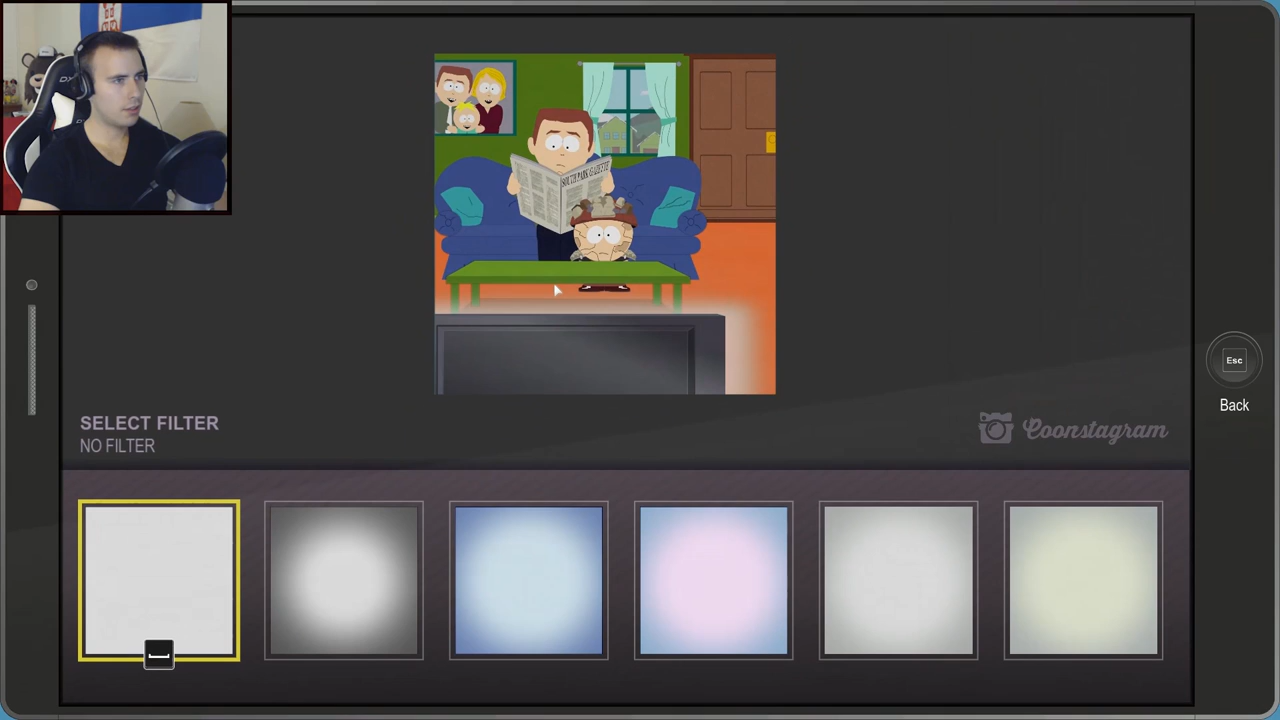 SOUTH PARK GAZETTE
SELECT FILTER
NO FILTER
Coonstagram
Esc
Back